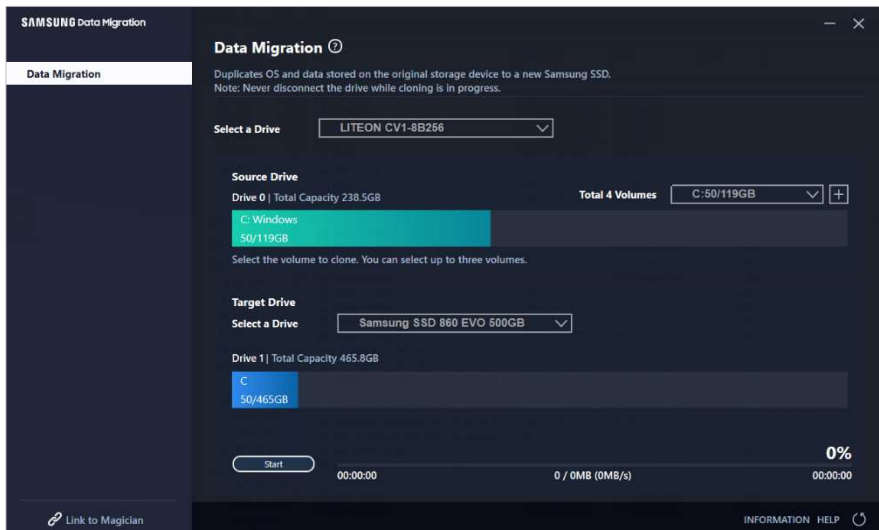 SAMSUNG Data Migration
Data Migration
Data Migration ?
Duplicates OS and data stored on the original storage device to a new Samsung SSD.
Note: Never disconnect the drive while cloning is in progress.
Select a Drive LITEON CV1-8B256
Source Drive
Drive 0 | Total Capacity 238.5GB Total 4 Volumes C:50/119GB +
C: Windows
50/119GB
Select the volume to clone. You can select up to three volumes.
Target Drive
Select a Drive Samsung SSD 860 EVO 500GB
Drive 1 | Total Capacity 465.8GB
C
50/465GB
0%
Start
00:00:00 0 / 0MB (0MB/s) 00:00:00
Link to Magician INFORMATION HELP